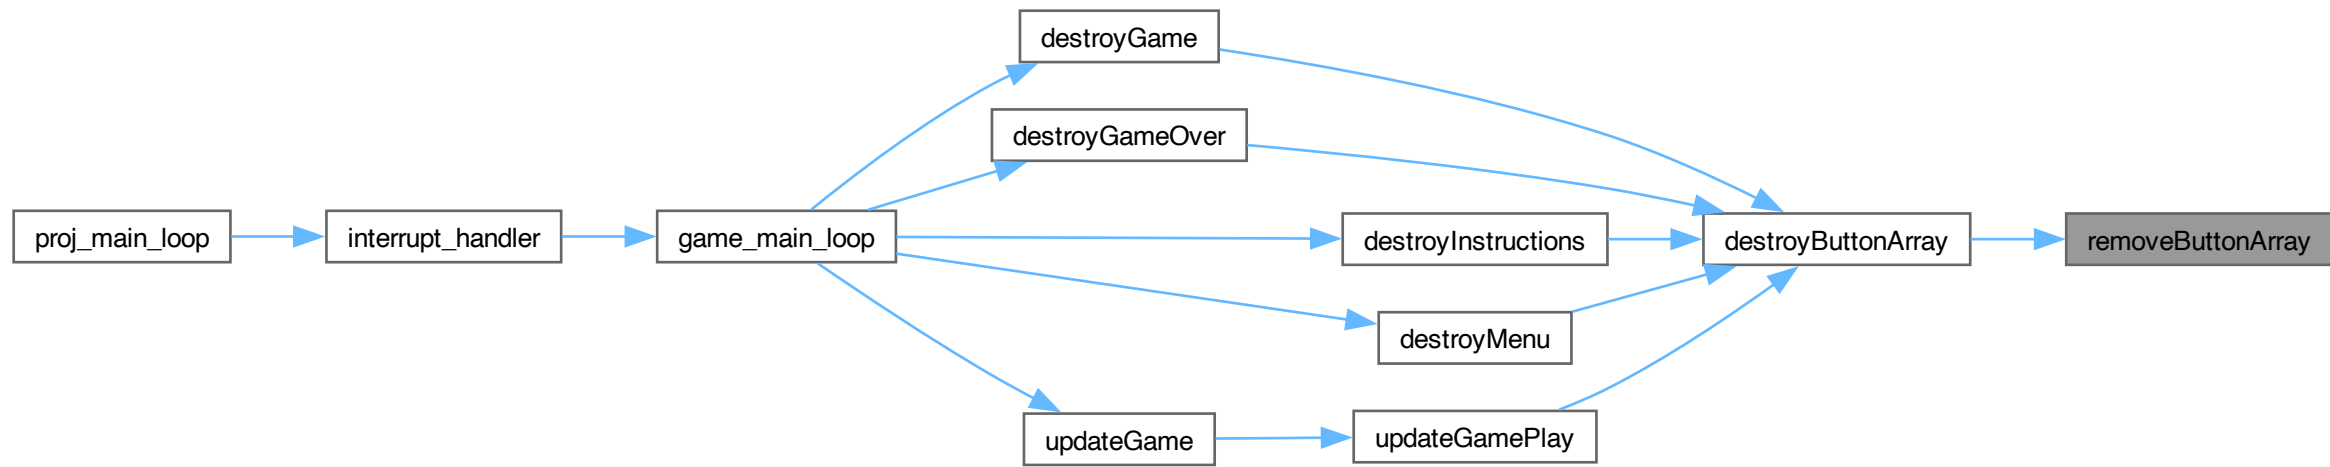 destroyGame
destroyGameOver
proj_main_loop
interrupt_handler
game_main_loop
destroyInstructions
destroyButtonArray
removeButtonArray
destroyMenu
updateGame
updateGamePlay